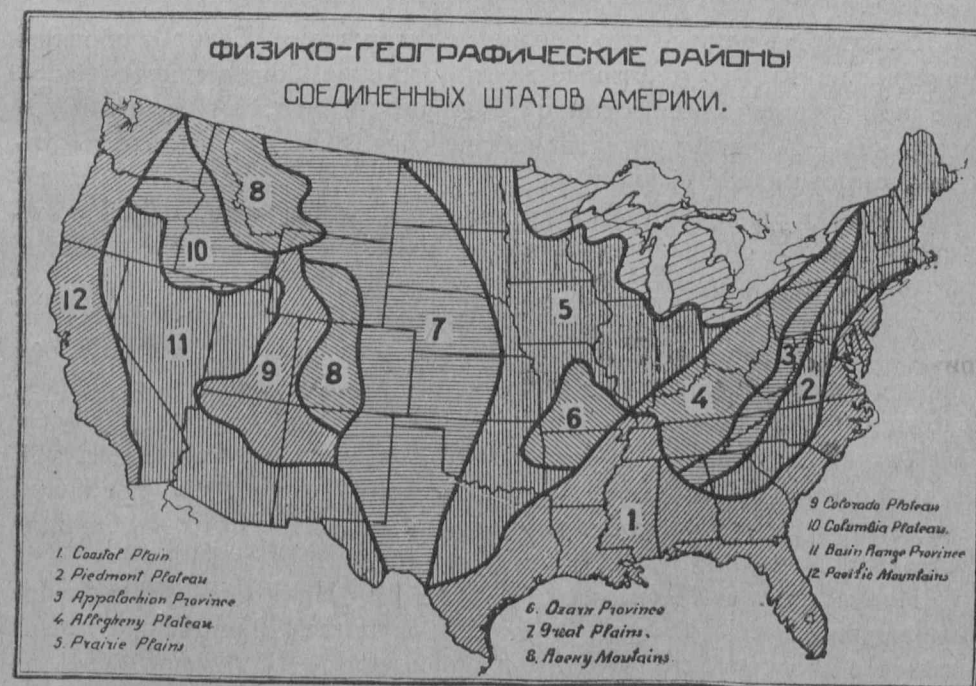 ФИЗИКО-ГЕОГРАФИЧЕСКИЕ РАЙОНЫ
СОЕДИНЕННЫХ ШТАТОВ АМЕРИКИ.
8
10
12
11
9
8
7
5
6
4
3
2
1
1. Coastal Plain
2 Piedmont Plateau
3 Appalachian Province
4 Allegheny Plateau
5. Prairie Plains
6. Ozark Province
7 Great Plains.
8. Rocky Moutains.
9 Colorado Plateau
10 Columbia Plateau.
11 Basin Range Province
12 Pacific Mountains